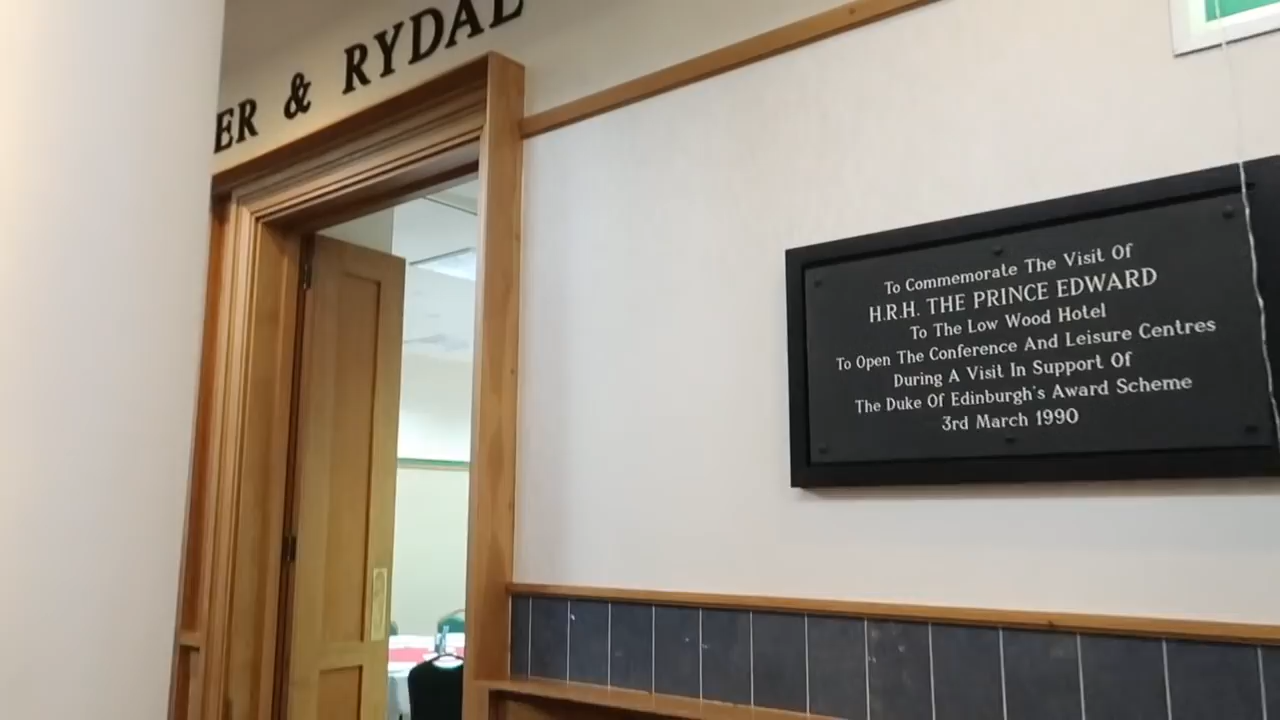 ER & RYDAL
To Commemorate The Visit Of
H.R.H. THE PRINCE EDWARD
To The Low Wood Hotel
To Open The Conference And Leisure Centres
During A Visit In Support Of
The Duke Of Edinburgh's Award Scheme
3rd March 1990